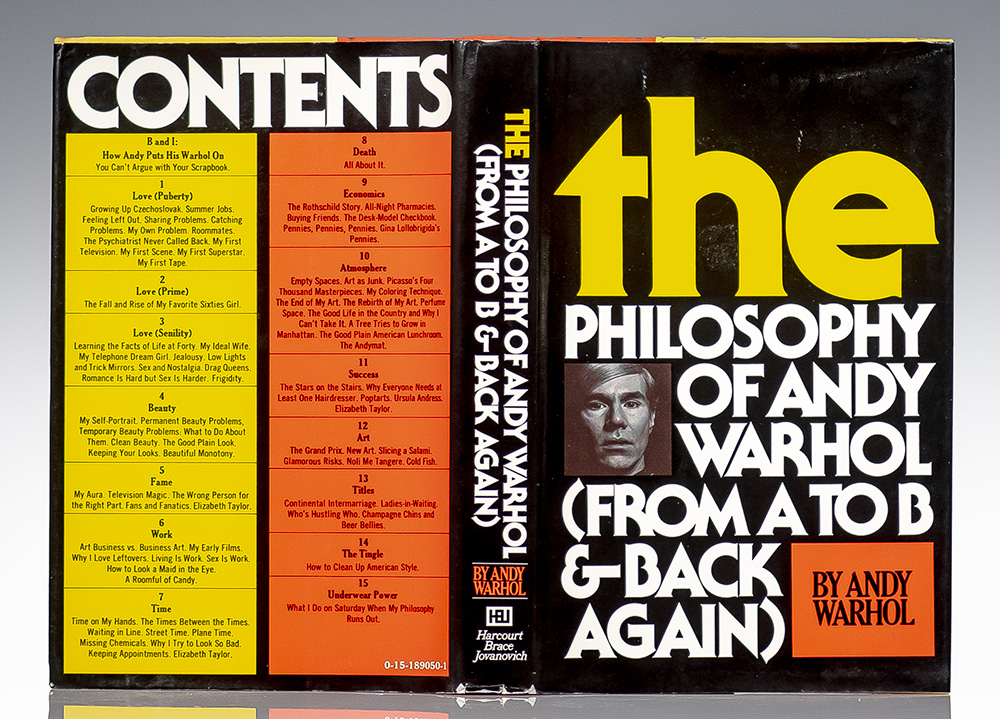 CONTENTS
B and I:
How Andy Puts His Warhol On
You Can't Argue with Your Scrapbook.
1
Love (Puberty)
Growing Up Czechoslovak. Summer Jobs.
Feeling Left Out. Sharing Problems. Catching
Problems. My Own Problem. Roommates.
The Psychiatrist Never Called Back. My First
Television. My First Scene. My First Superstar.
My First Tape.
2
Love (Prime)
The Fall and Rise of My Favorite Sixties Girl.
3
Love (Senility)
Learning the Facts of Life at Forty. My Ideal Wife.
My Telephone Dream Girl. Jealousy. Low Lights
and Trick Mirrors. Sex and Nostalgia. Drag Queens.
Romance Is Hard but Sex Is Harder. Frigidity.
4
Beauty
My Self-Portrait. Permanent Beauty Problems,
Temporary Beauty Problems: What to Do About
Them. Clean Beauty. The Good Plain Look.
Keeping Your Looks. Beautiful Monotony.
5
Fame
My Aura. Television Magic. The Wrong Person for
the Right Part. Fans and Fanatics. Elizabeth Taylor.
6
Work
Art Business vs. Business Art. My Early Films.
Why I Love Leftovers. Living Is Work. Sex Is Work.
How to Look a Maid in the Eye.
A Roomful of Candy.
7
Time
Time on My Hands. The Times Between the Times.
Waiting in Line. Street Time. Plane Time.
Missing Chemicals. Why I Try to Look So Bad.
Keeping Appointments. Elizabeth Taylor.
8
Death
All About It.
9
Economics
The Rothschild Story. All-Night Pharmacies.
Buying Friends. The Desk-Model Checkbook.
Pennies, Pennies, Pennies. Gina Lollobrigida's
Pennies.
10
Atmosphere
Empty Spaces. Art as Junk. Picasso's Four
Thousand Masterpieces. My Coloring Technique.
The End of My Art. The Rebirth of My Art. Perfume
Space. The Good Life in the Country and Why I
Can't Take It. A Tree Tries to Grow in
Manhattan. The Good Plain American Lunchroom.
The Andymat.
11
Success
The Stars on the Stairs. Why Everyone Needs at
Least One Hairdresser. Poptarts. Ursula Andress.
Elizabeth Taylor.
12
Art
The Grand Prix. New Art. Slicing a Salami.
Glamorous Risks. Noli Me Tangere. Cold Fish.
13
Titles
Continental Intermarriage. Ladies-in-Waiting.
Who's Hustling Who. Champagne Chins and
Beer Bellies.
14
The Tingle
How to Clean Up American Style.
15
Underwear Power
What I Do on Saturday When My Philosophy
Runs Out.
0-15-189050-1
THE PHILOSOPHY OF ANDY WARHOL
(FROM A TO B & BACK AGAIN)
BY ANDY
WARHOL
HBJ
Harcourt
Brace
Jovanovich
the
PHILOSOPHY
OF ANDY
WARHOL
(FROM A TO B
& BACK
AGAIN)
BY ANDY
WARHOL